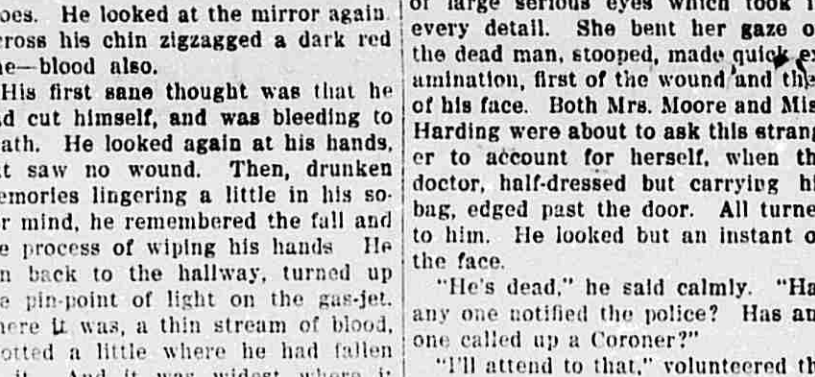 oes. He looked at the mirror again.
cross his chin zigzagged a dark red
ne—blood also.
His first sane thought was that he
d cut himself, and was bleeding to
ath. He looked again at his hands,
t saw no wound. Then, drunken
emories lingering a little in his so-
r mind, he remembered the fall and
e process of wiping his hands He
n back to the hallway, turned up
e pin-point of light on the gas-jet.
here it was, a thin stream of blood,
otted a little where he had fallen
it. And it was widest where it
of large serious eyes which took i
every detail. She bent her gaze o
the dead man, stooped, made quick ex
amination, first of the wound and the
of his face. Both Mrs. Moore and Mis
Harding were about to ask this strang
er to account for herself, when th
doctor, half-dressed but carrying hi
bag, edged past the door. All turne
to him. He looked but an instant o
the face.
"He's dead," he said calmly. "Ha
any one notified the police? Has an
one called up a Coroner?"
"I'll attend to that," volunteered th